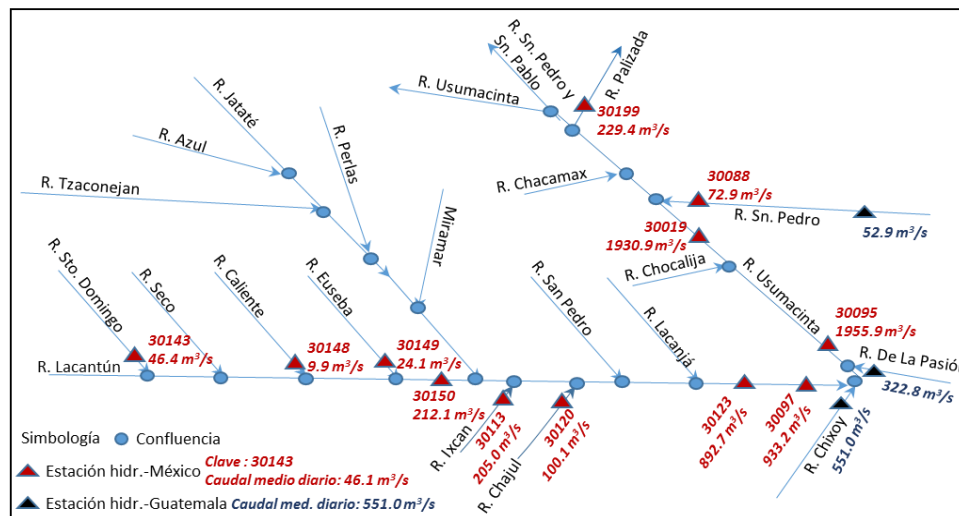 R. Sn. Pedro y
Sn. Pablo
R. Palizada
R. Usumacinta
30199
229.4 m³/s
R. Jataté
R. Azul
R. Perlas
R. Tzaconejan
Miramar
R. Chacamax
30088
72.9 m³/s
R. Sn. Pedro
52.9 m³/s
30019
1930.9 m³/s
R. Chocalija
R. Usumacinta
30095
1955.9 m³/s
R. De La Pasión
322.8 m³/s
R. Sto. Domingo
R. Seco
R. Caliente
R. Euseba
R. San Pedro
R. Lacanjá
30143
46.4 m³/s
30148
9.9 m³/s
30149
24.1 m³/s
R. Lacantún
30150
212.1 m³/s
R. Ixcan
30113
205.0 m³/s
R. Chajul
30120
100.1 m³/s
30123
892.7 m³/s
30097
933.2 m³/s
R. Chixoy
551.0 m³/s
Simbología
Confluencia
Estación hidr.-México
Clave : 30143
Caudal medio diario: 46.1 m³/s
Estación hidr.-Guatemala Caudal med. diario: 551.0 m³/s